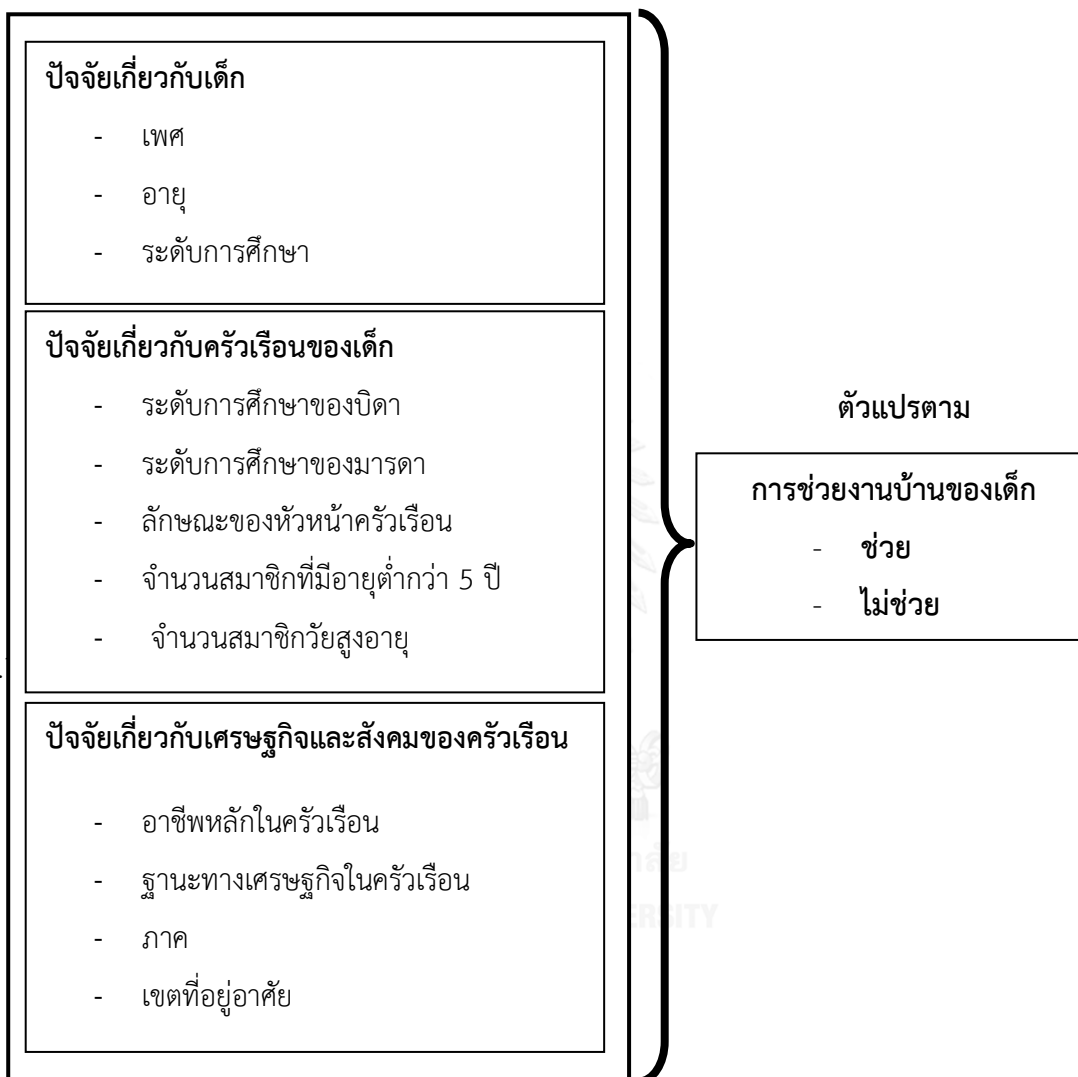 ปัจจัยเกี่ยวกับเด็ก
- เพศ
- อายุ
- ระดับการศึกษา
ปัจจัยเกี่ยวกับครัวเรือนของเด็ก
- ระดับการศึกษาของบิดา
- ระดับการศึกษาของมารดา
- ลักษณะของหัวหน้าครัวเรือน
- จำนวนสมาชิกที่มีอายุต่ำกว่า 5 ปี
- จำนวนสมาชิกวัยสูงอายุ
ปัจจัยเกี่ยวกับเศรษฐกิจและสังคมของครัวเรือน
- อาชีพหลักในครัวเรือน
- ฐานะทางเศรษฐกิจในครัวเรือน
- ภาค
- เขตที่อยู่อาศัย
ตัวแปรตาม
การช่วยงานบ้านของเด็ก
- ช่วย
- ไม่ช่วย